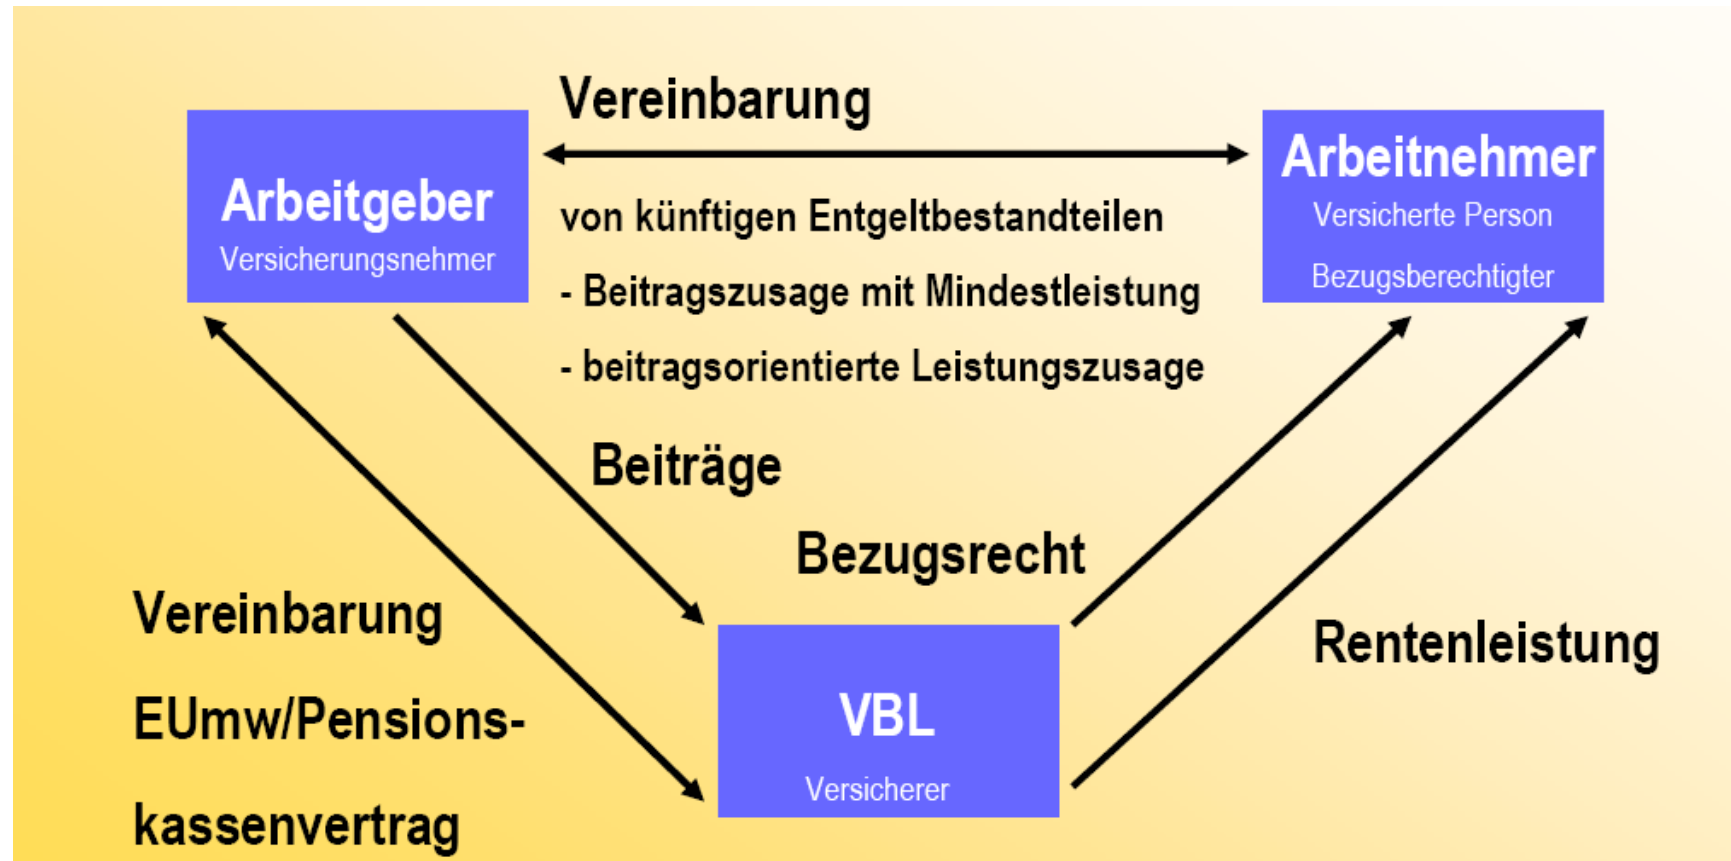 Vereinbarung
Arbeitgeber
Versicherungsnehmer
Arbeitnehmer
Versicherte Person
Bezugsberechtigter
von künftigen Entgeltbestandteilen
- Beitragszusage mit Mindestleistung
- beitragsorientierte Leistungszusage
Beiträge
Bezugsrecht
Vereinbarung
EUmw/Pensions-
kassenvertrag
Rentenleistung
VBL
Versicherer